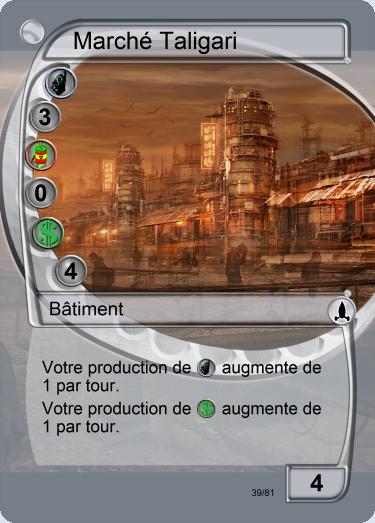 Marché Taligari
3
0
$
4
Bâtiment
Votre production de augmente de
1 par tour.
Votre production de $ augmente de
1 par tour.
39/81
4